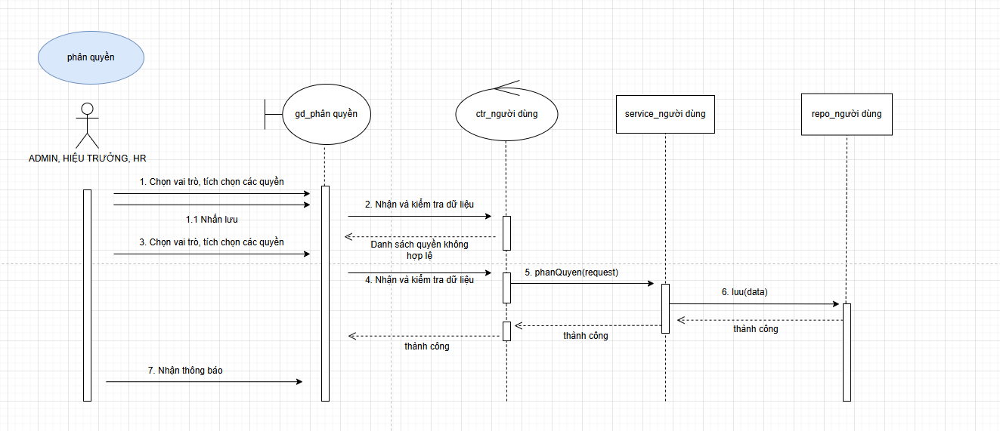 phân quyền
gd_phân quyền
ctr_người dùng
service_người dùng
repo_người dùng
ADMIN, HIỆU TRƯỞNG, HR
1. Chọn vai trò, tích chọn các quyền
1.1 Nhấn lưu
2. Nhận và kiểm tra dữ liệu
Danh sách quyền không
hợp lệ
3. Chọn vai trò, tích chọn các quyền
4. Nhận và kiểm tra dữ liệu
5. phanQuyen(request)
6. luu(data)
thành công
thành công
thành công
7. Nhận thông báo